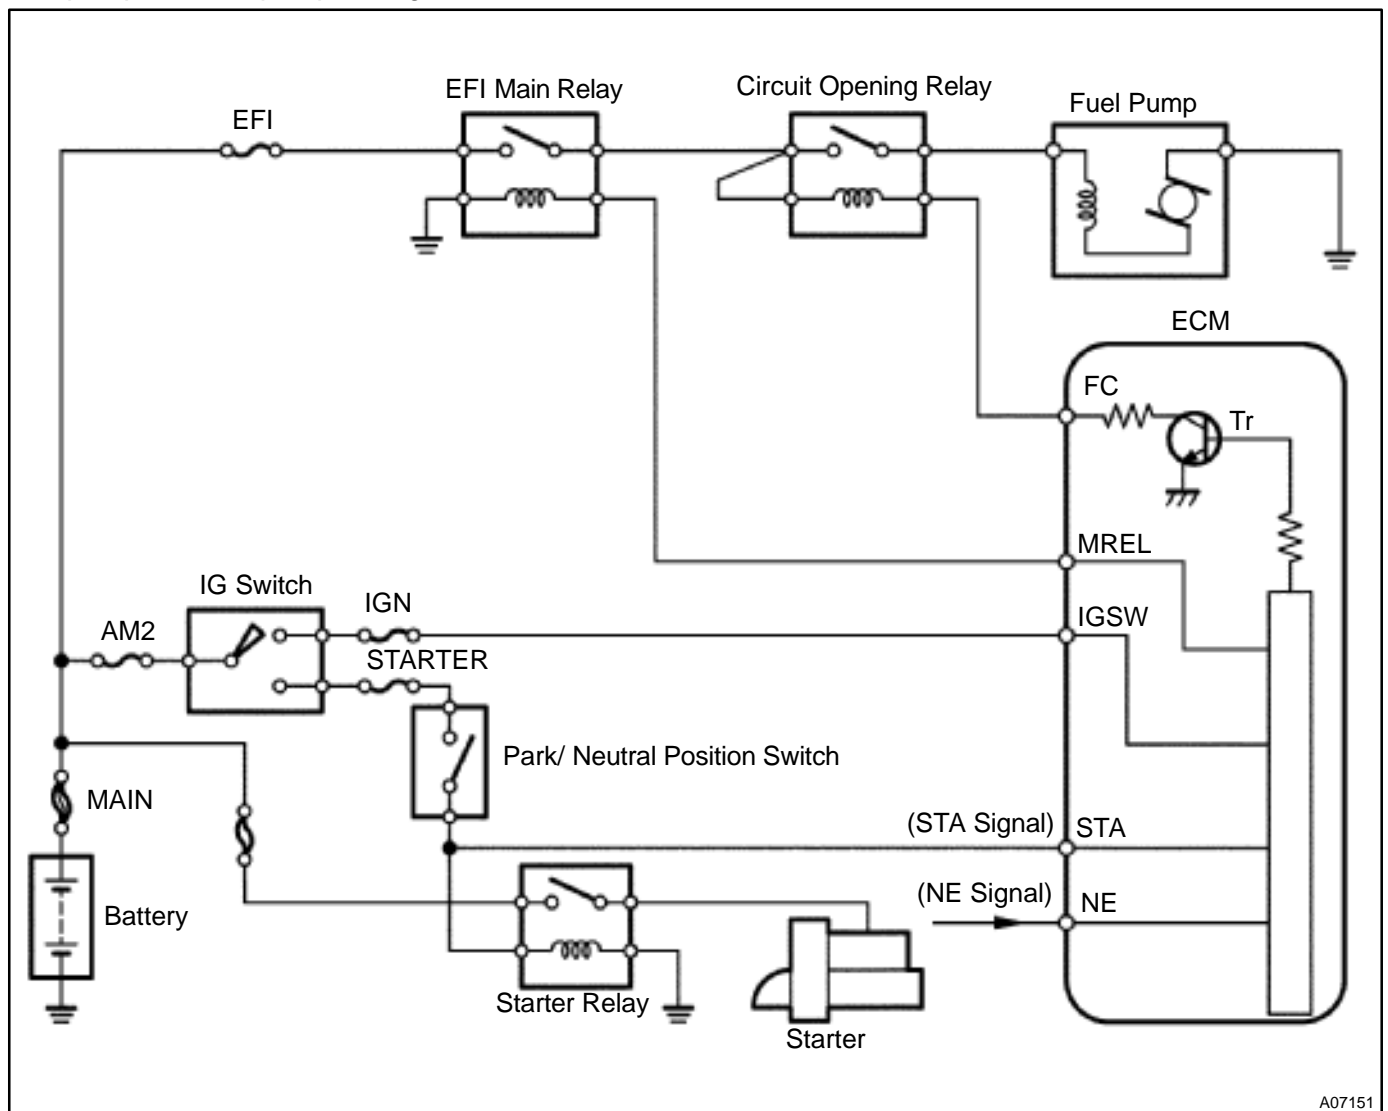 EFI Main Relay
Circuit Opening Relay
Fuel Pump
EFI
ECM
FC
Tr
MREL
IG Switch
IGN
IGSW
AM2
STARTER
Park/ Neutral Position Switch
MAIN
(STA Signal)
STA
(NE Signal)
NE
Battery
Starter Relay
Starter
A07151